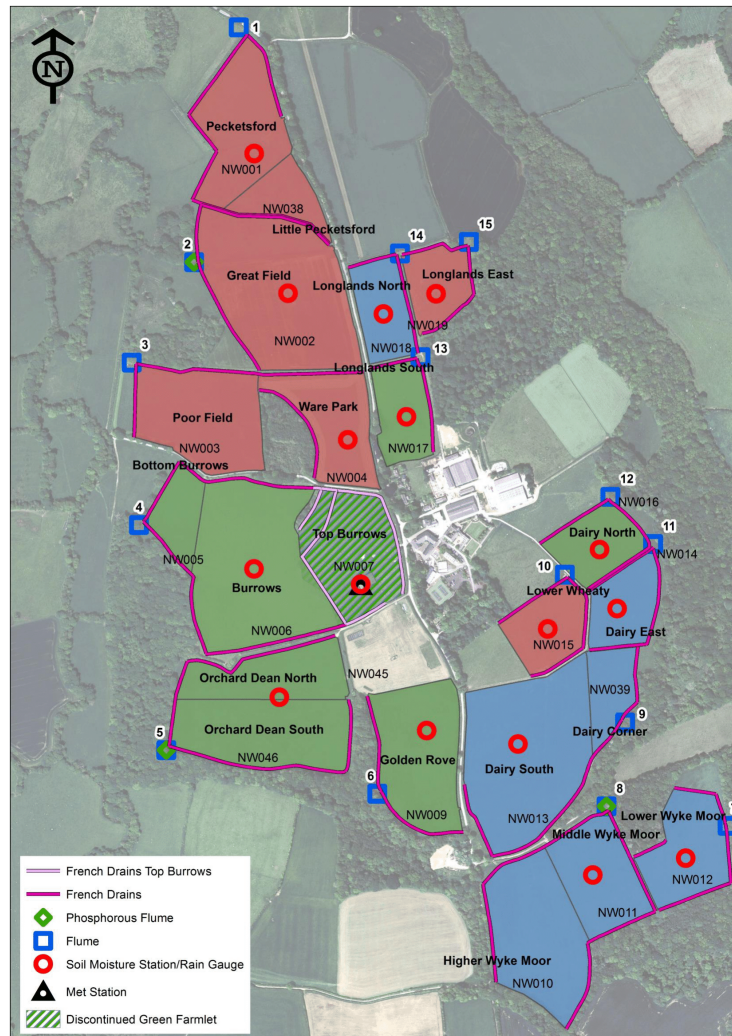 N
1
Pecketsford
NW001
NW038
Little Pecketsford
14
15
2
Great Field
Longlands North
Longlands East
NW002
NW018
NW019
3
13
Longlands South
Poor Field
Ware Park
NW003
NW017
Bottom Burrows
NW004
4
12
NW016
Top Burrows
Dairy North
11
NW005
NW007
10
NW014
Burrows
Lower Wheaty
Dairy East
NW006
NW015
NW045
Orchard Dean North
NW039
5
Orchard Dean South
9
Dairy Corner
NW046
Golden Rove
Dairy South
6
8
NW009
NW013
Lower Wyke Moor
Middle Wyke Moor
NW012
NW011
Higher Wyke Moor
NW010
French Drains Top Burrows
French Drains
Phosphorous Flume
Flume
Soil Moisture Station/Rain Gauge
Met Station
Discontinued Green Farmlet